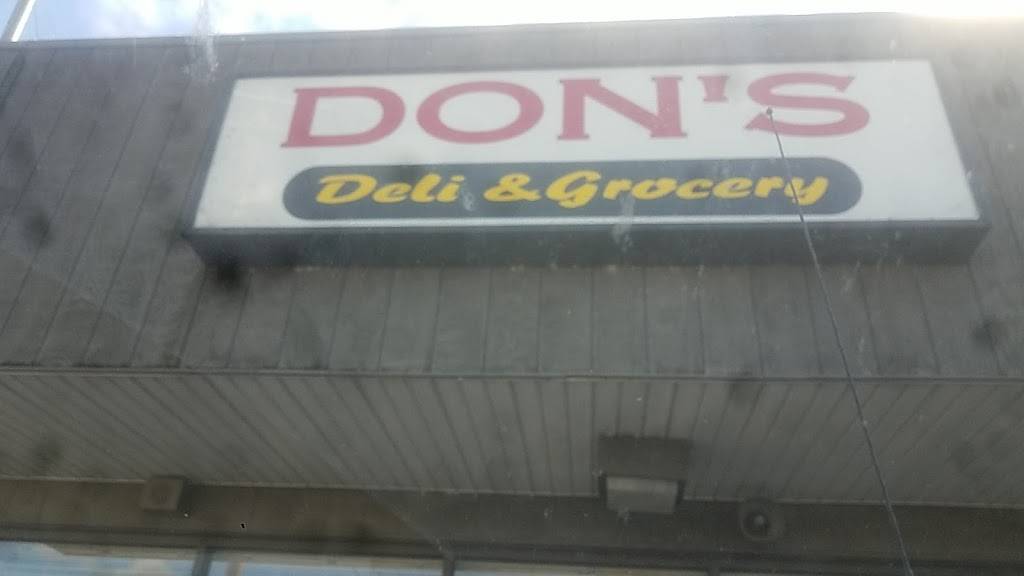 DON'S
Deli & Grocery